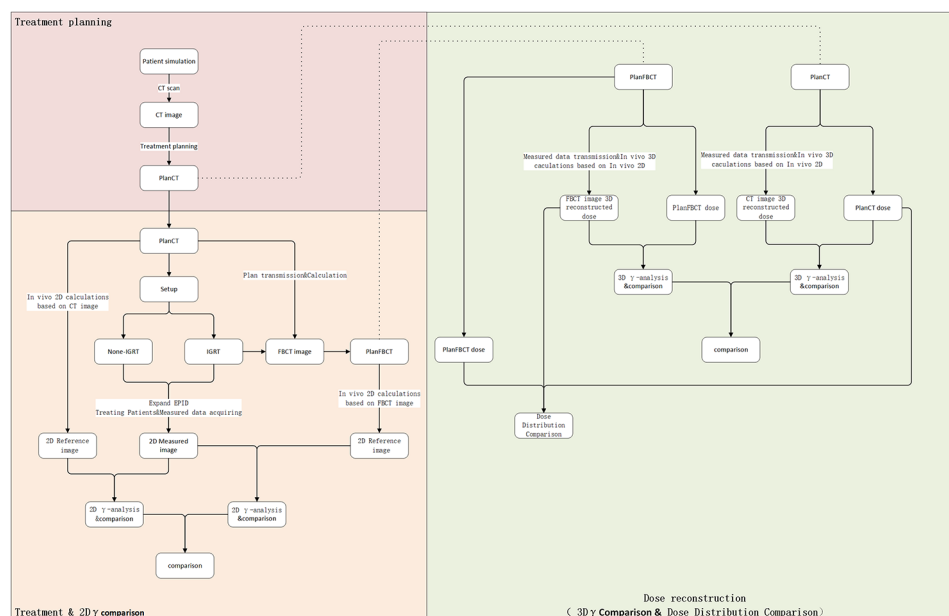 Treatment planning
Patient simulation
CT scan
CT image
Treatment planning
PlanCT
PlanCT
Plan transmission&Calculation
Setup
In vivo 2D calculations
based on CT image
None-IGRT
IGRT
FBCT image
PlanFBCT
In vivo 2D calculations
based on FBCT image
Expand EPID
Treating Patients&Measured data acquiring
2D Reference
image
2D Measured
image
2D Reference
image
2D γ-analysis
&comparison
2D γ-analysis
&comparison
comparison
Treatment & 2Dγcomparison
PlanFBCT
PlanCT
Measured data transmission&In vivo 3D
caculations based on In vivo 2D
Measured data transmission&In vivo 3D
caculations based on In vivo 2D
FBCT image 3D
reconstructed
dose
PlanFBCT dose
CT image 3D
reconstructed
dose
PlanCT dose
3D γ-analysis
&comparison
3D γ-analysis
&comparison
PlanFBCT dose
comparison
Dose
Distribution
Comparison
Dose reconstruction
( 3Dγ Comparison & Dose Distribution Comparison)